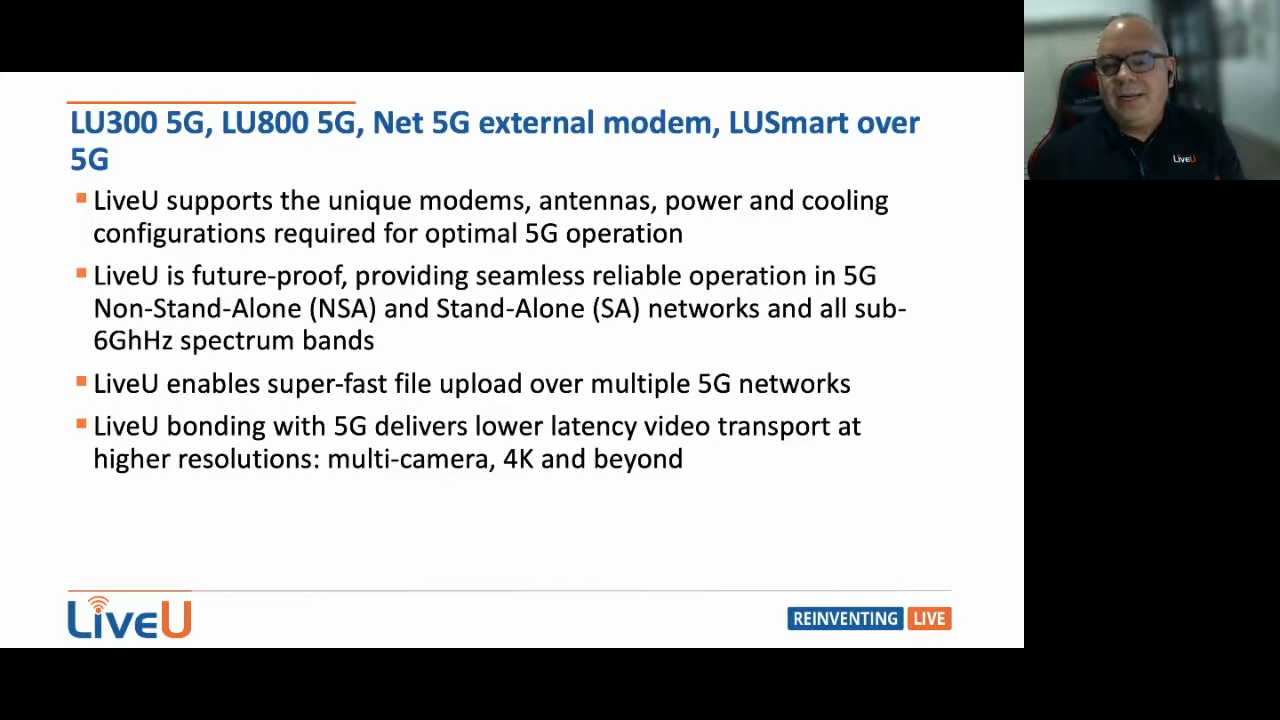 LU300 5G, LU800 5G, Net 5G external modem, LUSmart over
5G
LiveU supports the unique modems, antennas, power and cooling
configurations required for optimal 5G operation
LiveU is future-proof, providing seamless reliable operation in 5G
Non-Stand-Alone (NSA) and Stand-Alone (SA) networks and all sub-
6GhHz spectrum bands
LiveU enables super-fast file upload over multiple 5G networks
LiveU bonding with 5G delivers lower latency video transport at
higher resolutions: multi-camera, 4K and beyond
LiveU
REINVENTING LIVE
LiveU